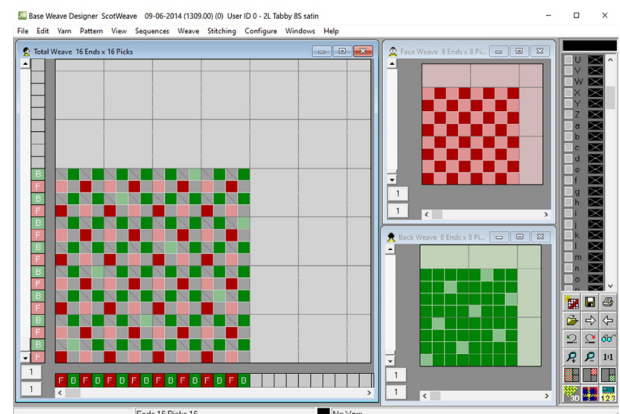 Base Weave Designer ScotWeave 09-06-2014 (1309.00) (0) User ID 0 - 2L Tabby 8S satin
File Edit Yarn Pattern View Sequences Weave Stitching Configure Windows Help
Total Weave 16 Ends x 16 Picks
Face Weave 8 Ends x 8 Pi...
Back Weave 8 Ends x 8 Pi...
B
F
B
F
B
F
B
F
B
F
B
F
B
F
B
F
1
1
F B F B F B F B F B F B F B F B
1
1
1
1
U
V
W
X
Y
Z
a
b
c
d
e
f
g
h
i
j
k
l
m
n
o
1:1
3D
123
Ends 16 Picks 16
No Yarn